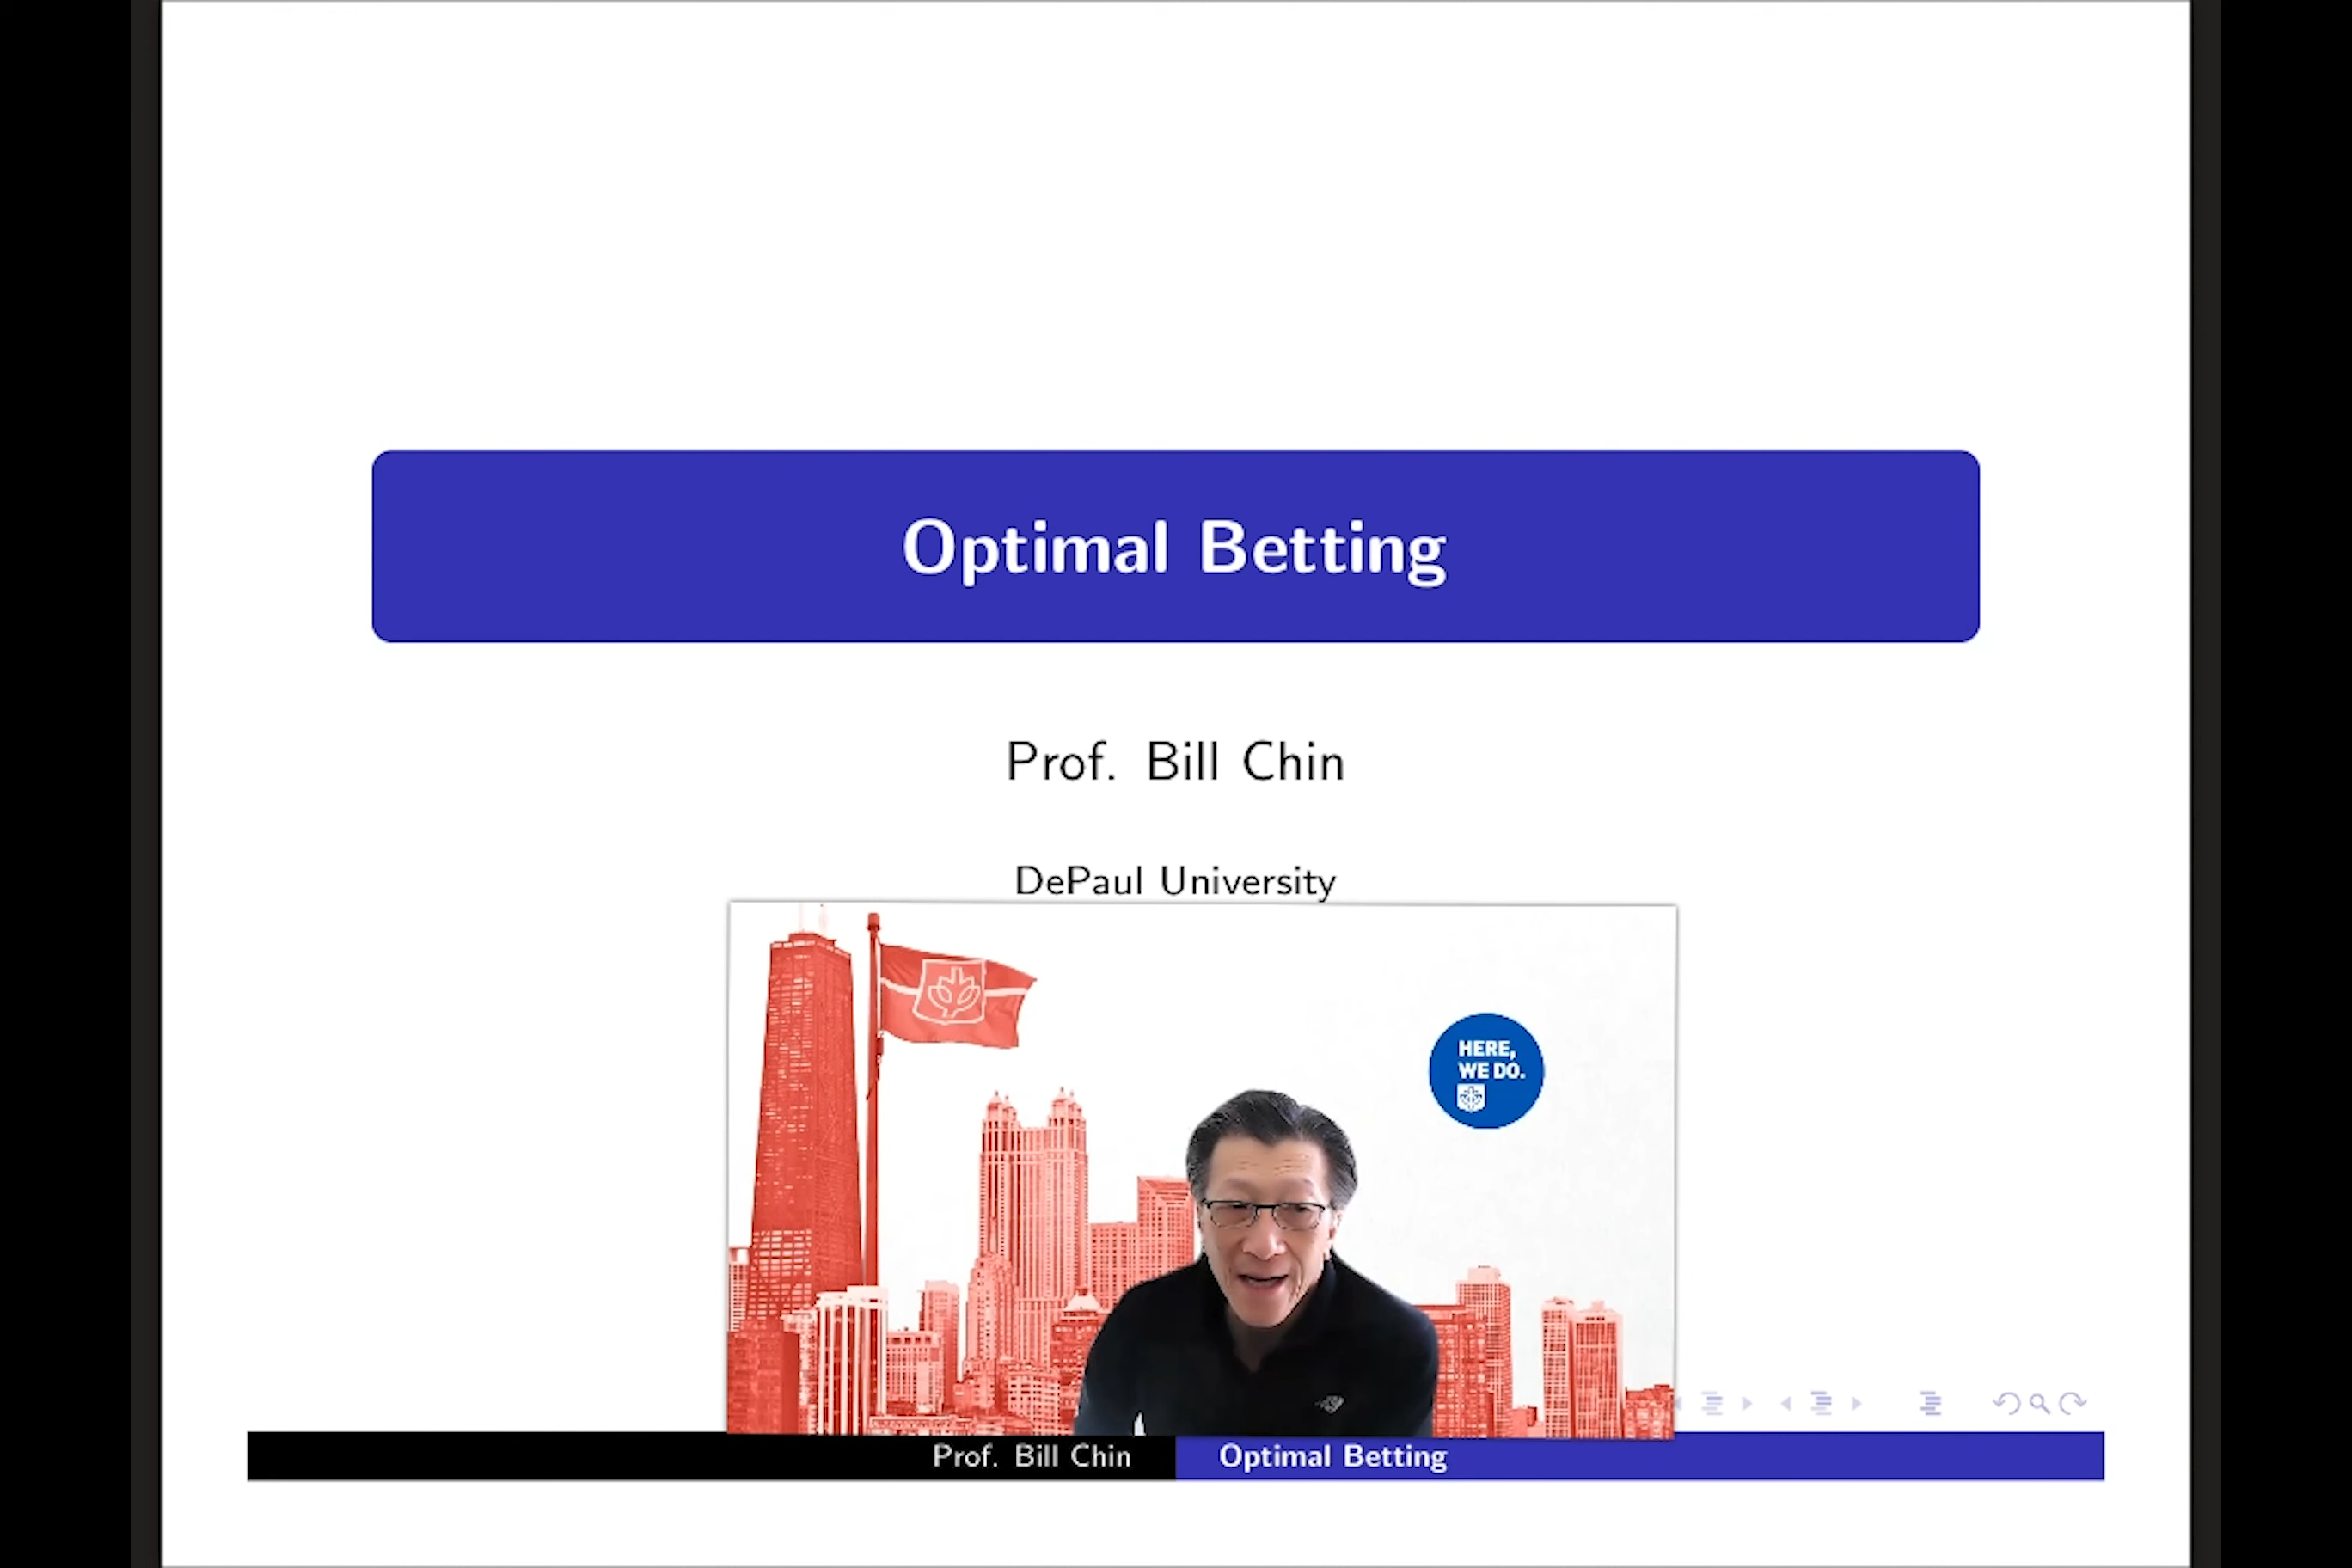 Optimal Betting
Prof. Bill Chin
DePaul University
HERE,
WE DO.
Prof. Bill Chin
Optimal Betting